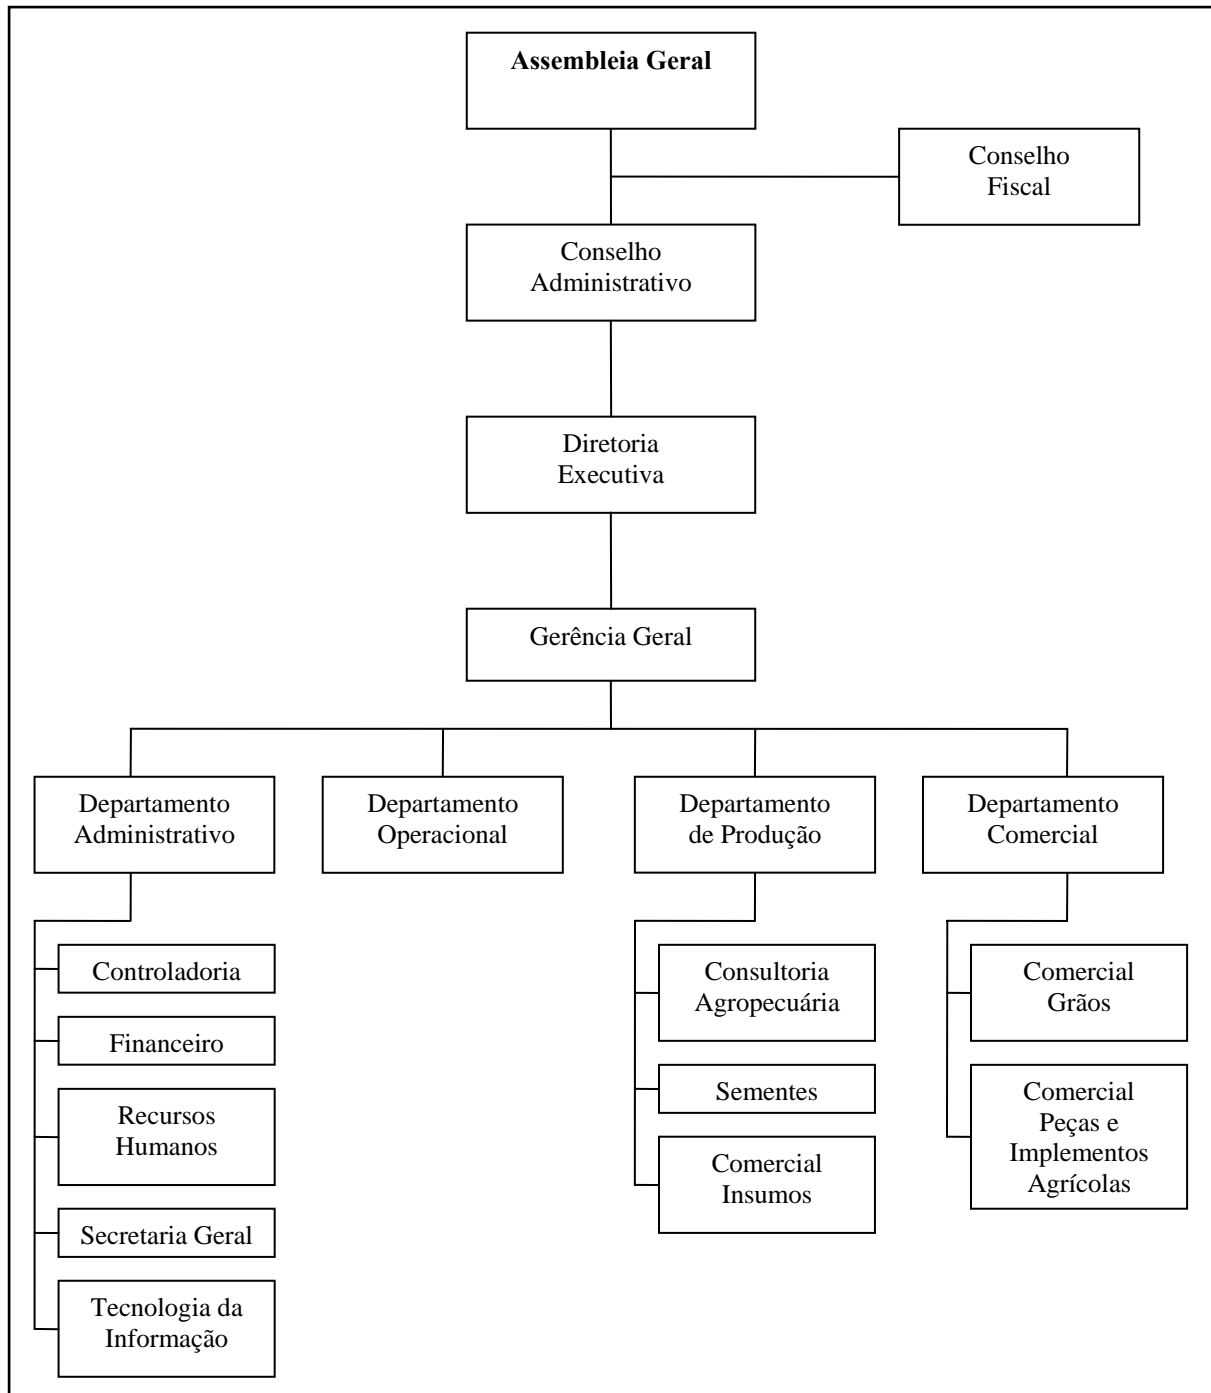 Assembleia Geral
Conselho
Fiscal
Conselho
Administrativo
Diretoria
Executiva
Gerência Geral
Departamento
Administrativo
Departamento
Operacional
Departamento
de Produção
Departamento
Comercial
Controladoria
Financeiro
Recursos
Humanos
Secretaria Geral
Tecnologia da
Informação
Consultoria
Agropecuária
Sementes
Comercial
Insumos
Comercial
Grãos
Comercial
Peças e
Implementos
Agrícolas